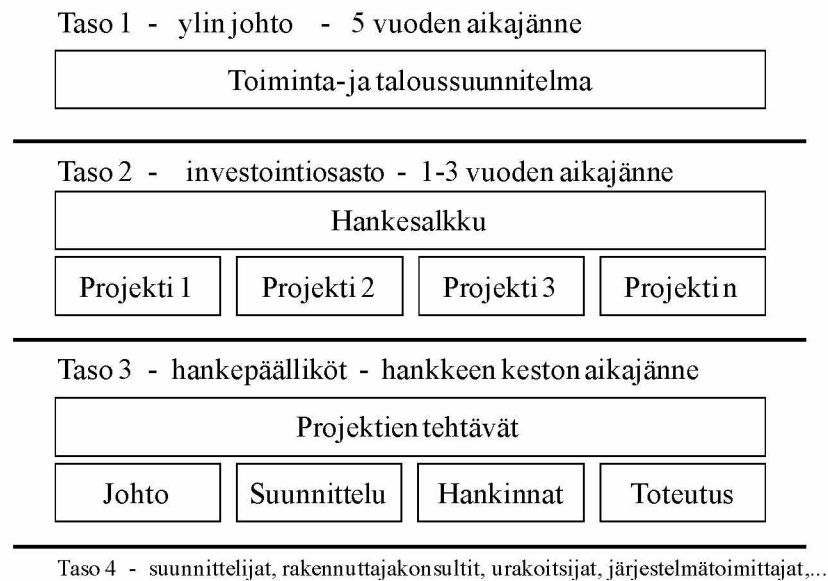 Taso 1 - ylin johto - 5 vuoden aikajänne
Toiminta- ja taloussuunnitelma
Taso 2 - investointiosasto - 1-3 vuoden aikajänne
Hankesalkku
Projekti 1 Projekti 2 Projekti 3 Projekti n
Taso 3 - hankepäälliköt - hankkeen keston aikajänne
Projektien tehtävät
Johto Suunnittelu Hankinnat Toteutus
Taso 4 - suunnittelijat, rakennuttajakonsultit, urakoitsijat, järjestelmätoimittajat,...